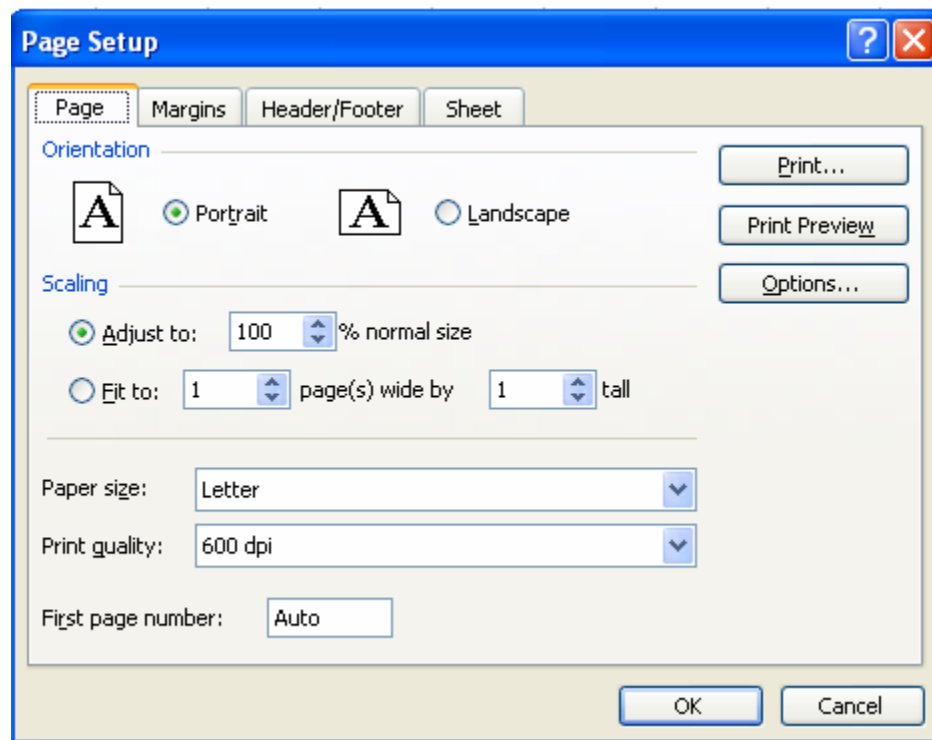 Page Setup
Page Margins Header/Footer Sheet
Orientation
Print...
A Portrait A Landscape
Print Preview
Scaling
Options...
Adjust to: 100 % normal size
Fit to: 1 page(s) wide by 1 tall
Paper size: Letter
Print quality: 600 dpi
First page number: Auto
OK Cancel